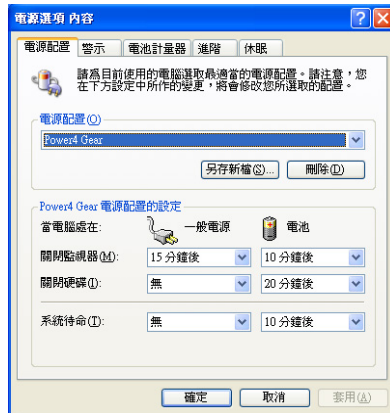 電源選項 內容
電源配置 警示 電池計量器 進階 休眠
請為目前使用的電腦選取最適當的電源配置。請注意，您
在下方設定中所作的變更，將會修改您所選取的配置。
電源配置(O)
Power4 Gear
另存新檔(S)... 刪除(D)
Power4 Gear 電源配置的設定
當電腦處在: 一般電源 電池
關閉監視器(M): 15 分鐘後 10 分鐘後
關閉硬碟(I): 無 20 分鐘後
系統待命(T): 無 10 分鐘後
確定 取消 套用(A)